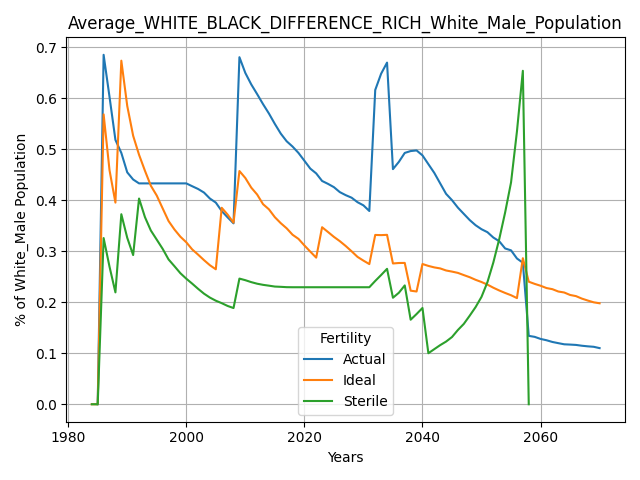 Average_WHITE_BLACK_DIFFERENCE_RICH_White_Male_Population
% of White_Male Population
0.7
0.6
0.5
0.4
0.3
0.2
0.1
0.0
Fertility
Actual
Ideal
Sterile
1980
2000
2020
2040
2060
Years